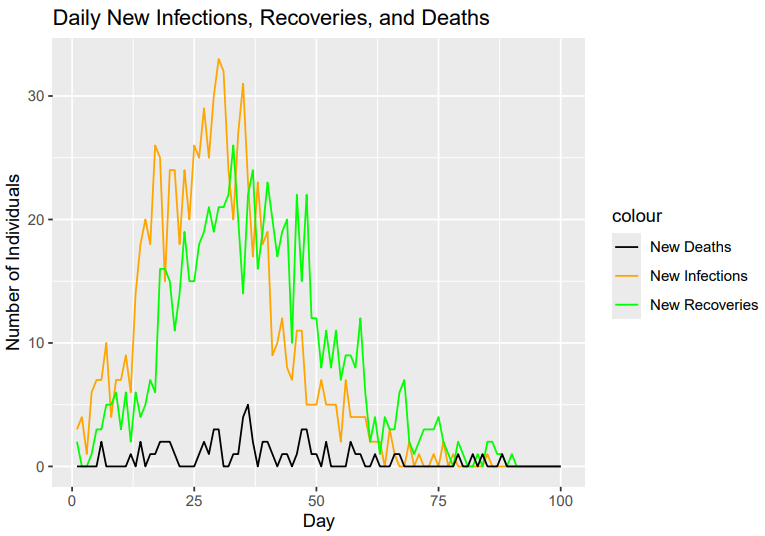 Daily New Infections, Recoveries, and Deaths
Number of Individuals
30
20
10
0
0 25 50 75 100
Day
colour
New Deaths
New Infections
New Recoveries